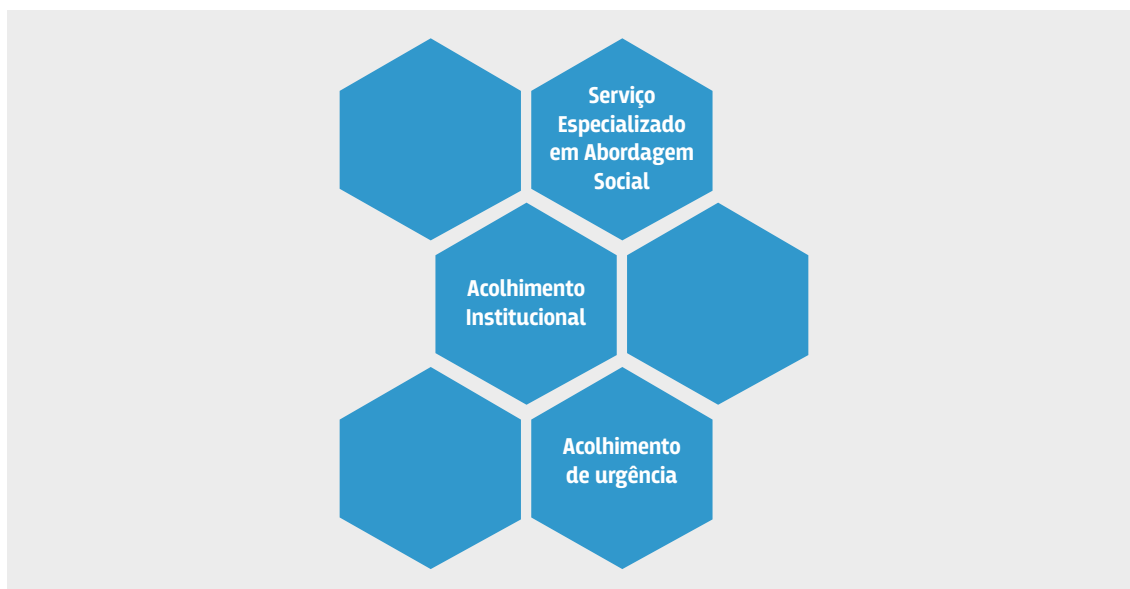 Serviço
Especializado
em Abordagem
Social
Acolhimento
Institucional
Acolhimento
de urgência